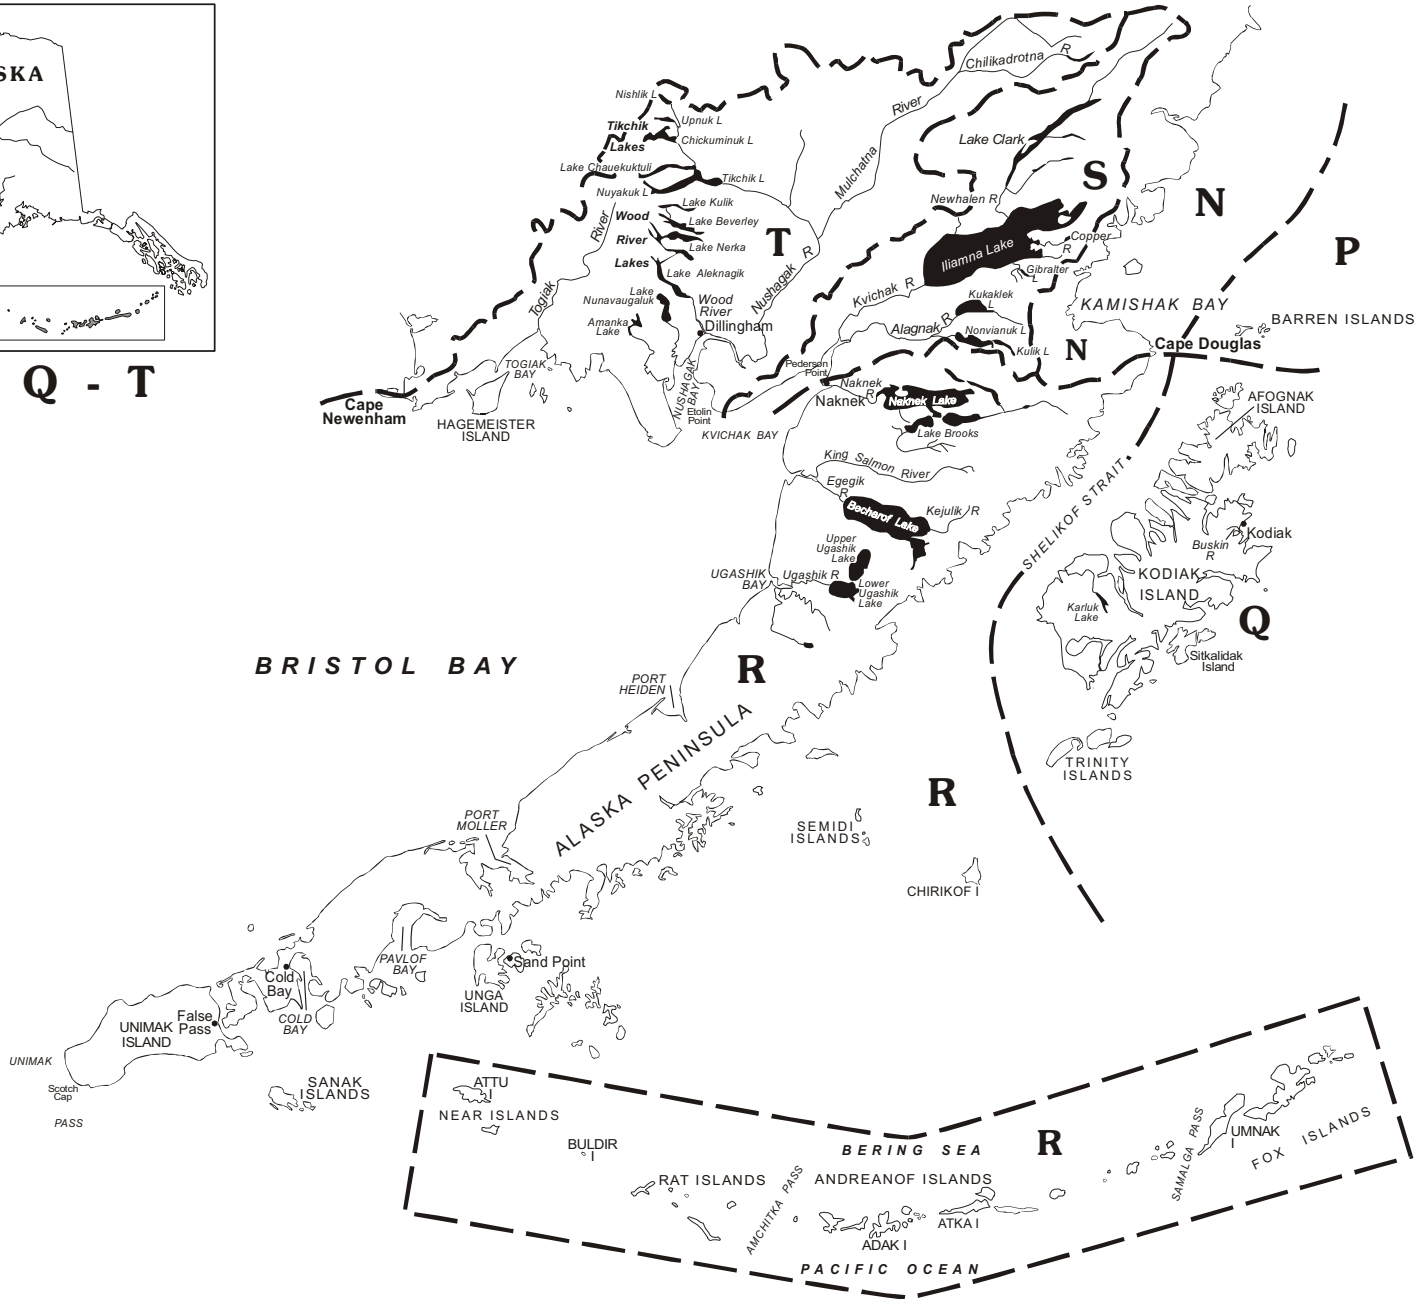 SKA
Q - T
Chilikadrotna
R
River
Mulchatna
Nishlik L
Upnuk L
Tikchik
Lakes
Chickuminuk L
Lake Chauekuktuli
Tikchik L
Nuyakuk L
Lake Kulik
Wood
Lake Beverley
River
Lake Nerka
Lakes
Lake Aleknagik
T
River
Togiak
Lake
Nunavaugaluk
Wood
River
Amanka
Lake
Dillingham
Nushagak R
Lake Clark
S
N
P
Newhalen R
Iliamna Lake
Copper
R
Gibralter
L
Kvichak R
Kukaklek
L
Alagnak R
Nonvianuk L
Kulik L
N
KAMISHAK BAY
BARREN ISLANDS
Cape Douglas
Pederson
Point
TOGIAK
BAY
NUSHAGAK
BAY
Cape
Newenham
HAGEMEISTER
ISLAND
Etolin
Point
KVICHAK BAY
Naknek
R
Naknek
Naknek Lake
Lake Brooks
AFOGNAK
ISLAND
King Salmon River
Egegik
R
Becharof Lake
Kejulik R
SHELIKOF STRAIT
Kodiak
Buskin
R
Upper
Ugashik
Lake
UGASHIK
BAY
Ugashik R
Lower
Ugashik
Lake
KODIAK
ISLAND
Karluk
Lake
Q
Sitkalidak
Island
BRISTOL BAY
R
PORT
HEIDEN
ALASKA PENINSULA
TRINITY
ISLANDS
R
PORT
MOLLER
SEMIDI
ISLANDS
CHIRIKOF I
PAVLOF
BAY
Sand Point
Cold
Bay
UNGA
ISLAND
False
Pass
COLD
BAY
UNIMAK
ISLAND
UNIMAK
Scotch
Cap
PASS
SANAK
ISLANDS
ATTU
I
NEAR ISLANDS
BULDIR
I
RAT ISLANDS
AMCHITKA PASS
BERING SEA
R
ANDREANOF ISLANDS
ADAK I
ATKA I
SAMALGA PASS
UMNAK
I
FOX ISLANDS
PACIFIC OCEAN